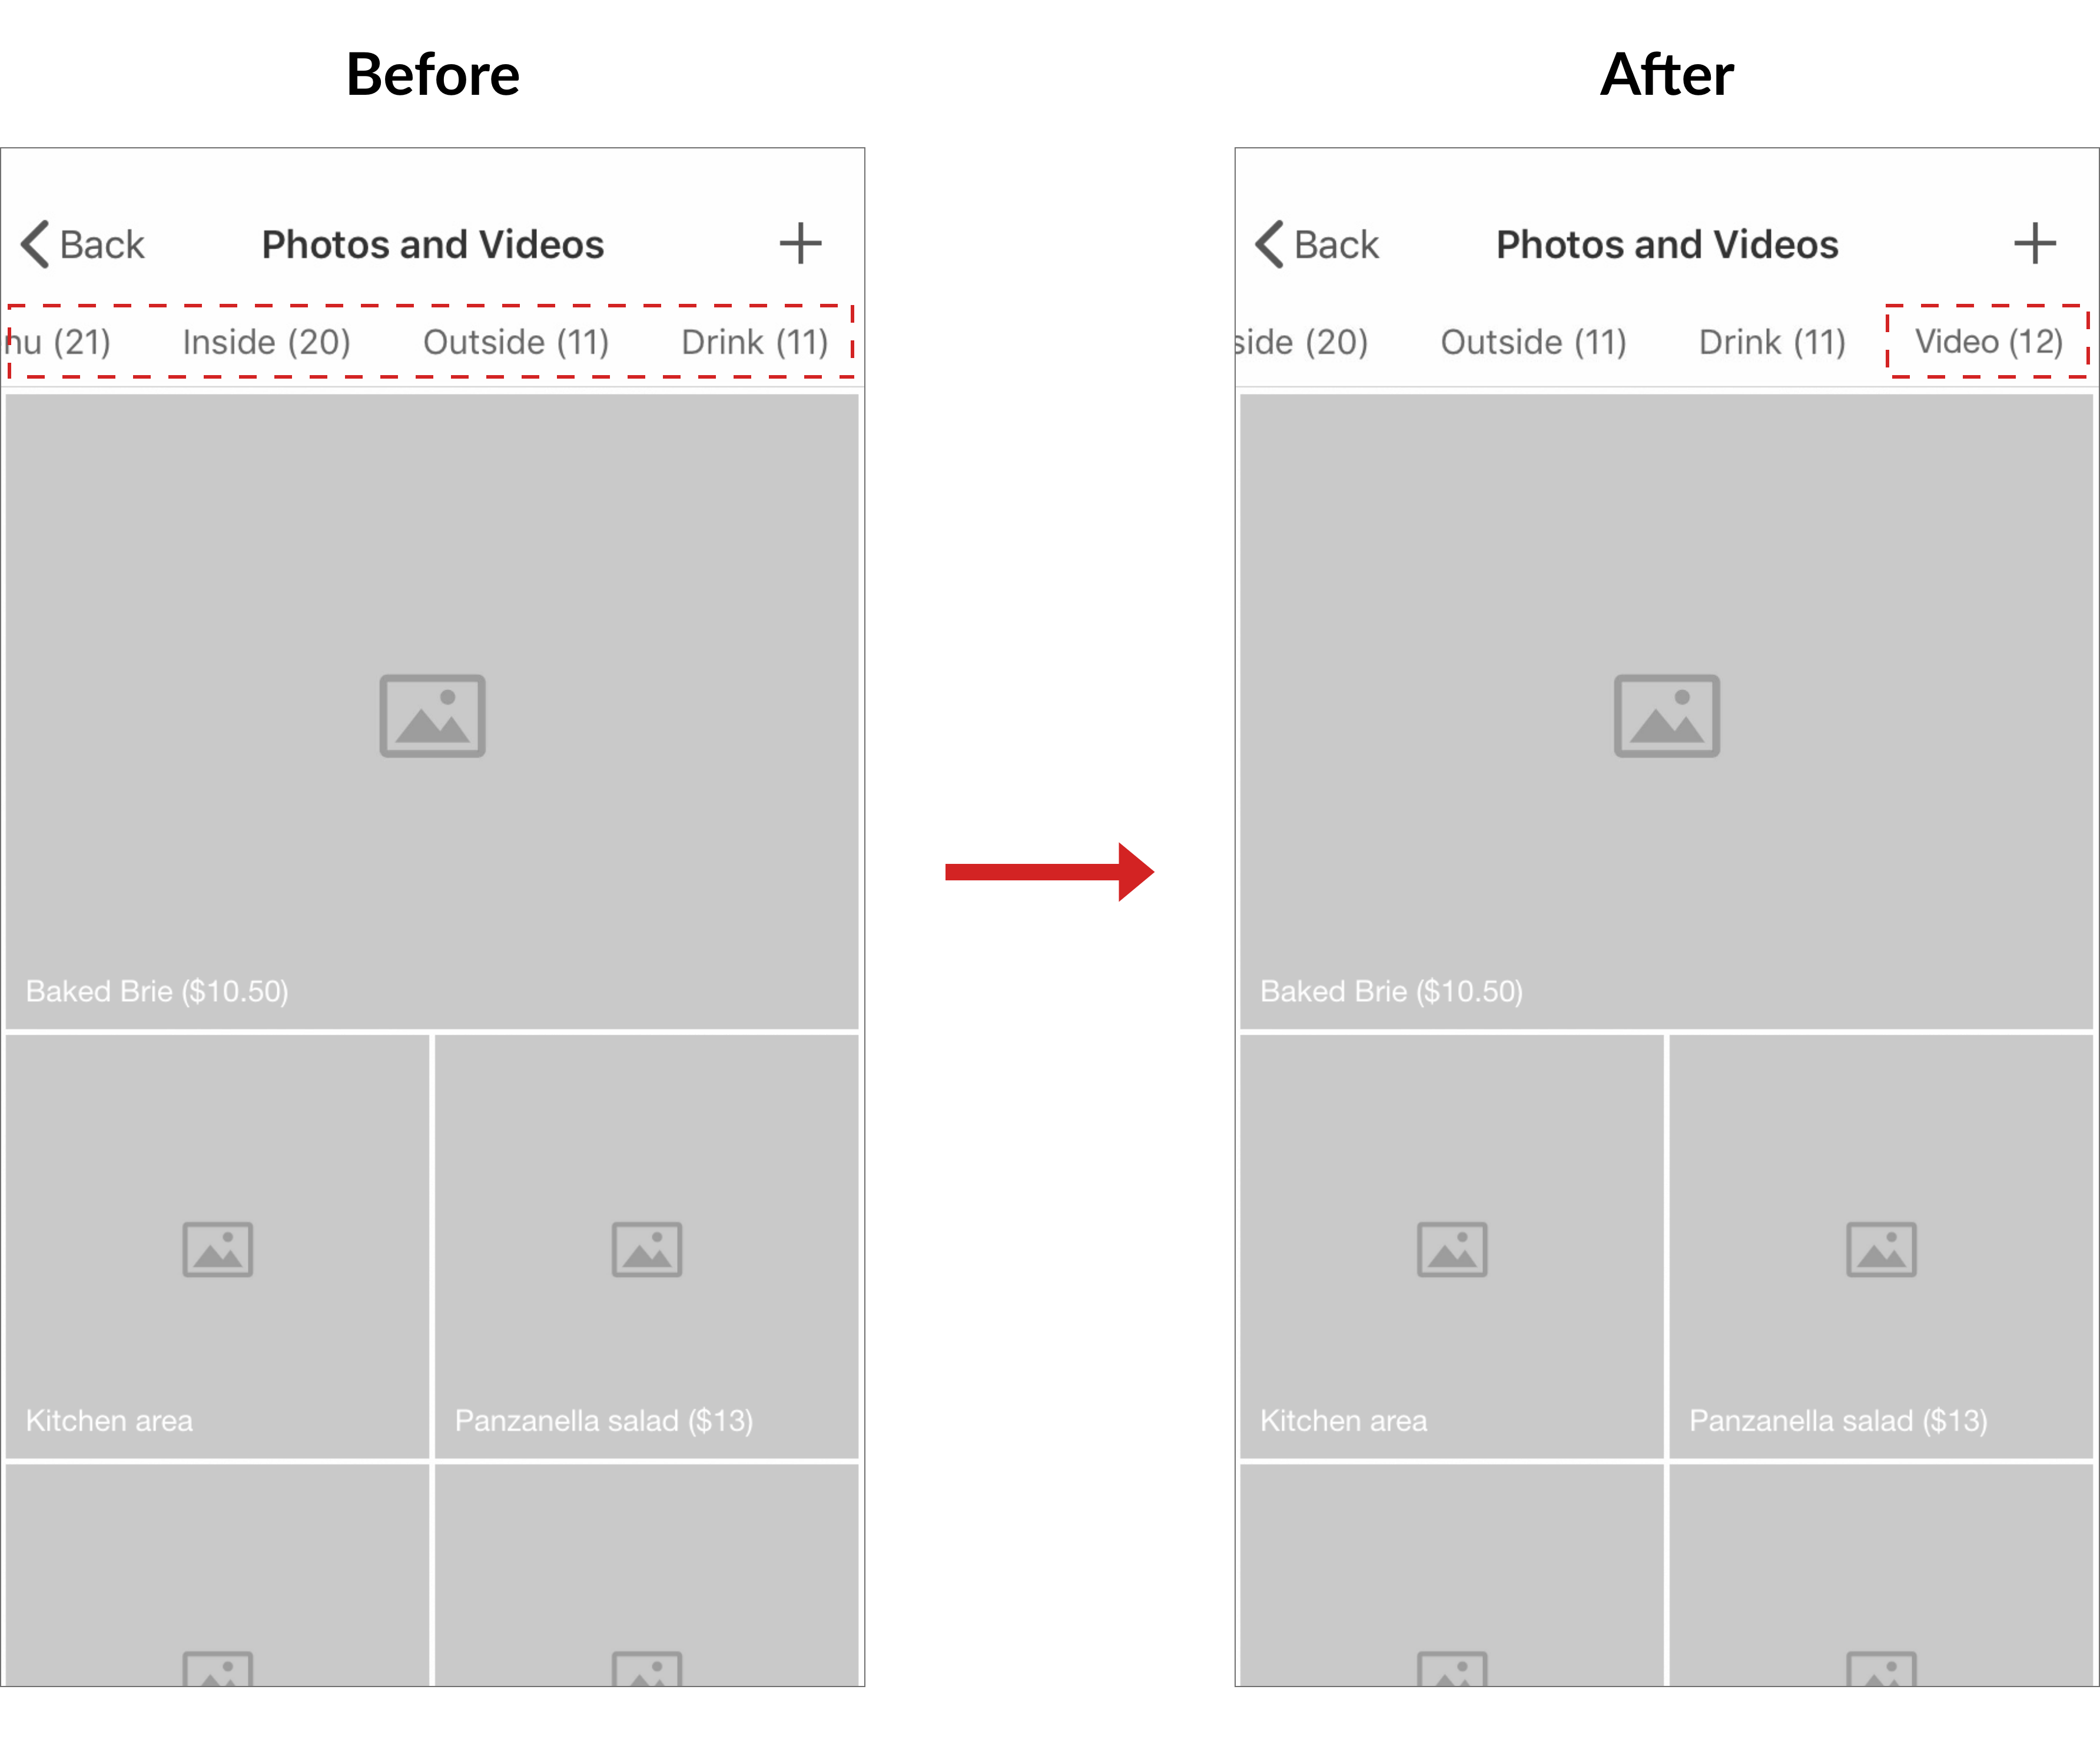 Before
After
Back Photos and Videos +
nu (21) Inside (20) Outside (11) Drink (11)
Baked Brie ($10.50)
Kitchen area Panzanella salad ($13)
Back Photos and Videos +
side (20) Outside (11) Drink (11) Video (12)
Baked Brie ($10.50)
Kitchen area Panzanella salad ($13)